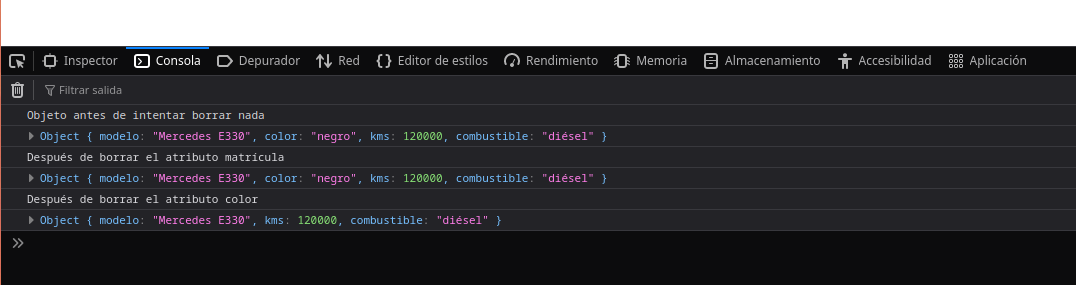 Inspector Consola Depurador Red Editor de estilos Rendimiento Memoria Almacenamiento Accesibilidad Aplicación
Filtrar salida
Objeto antes de intentar borrar nada
Object { modelo: "Mercedes E330", color: "negro", kms: 120000, combustible: "diésel" }
Después de borrar el atributo matrícula
Object { modelo: "Mercedes E330", color: "negro", kms: 120000, combustible: "diésel" }
Después de borrar el atributo color
Object { modelo: "Mercedes E330", kms: 120000, combustible: "diésel" }